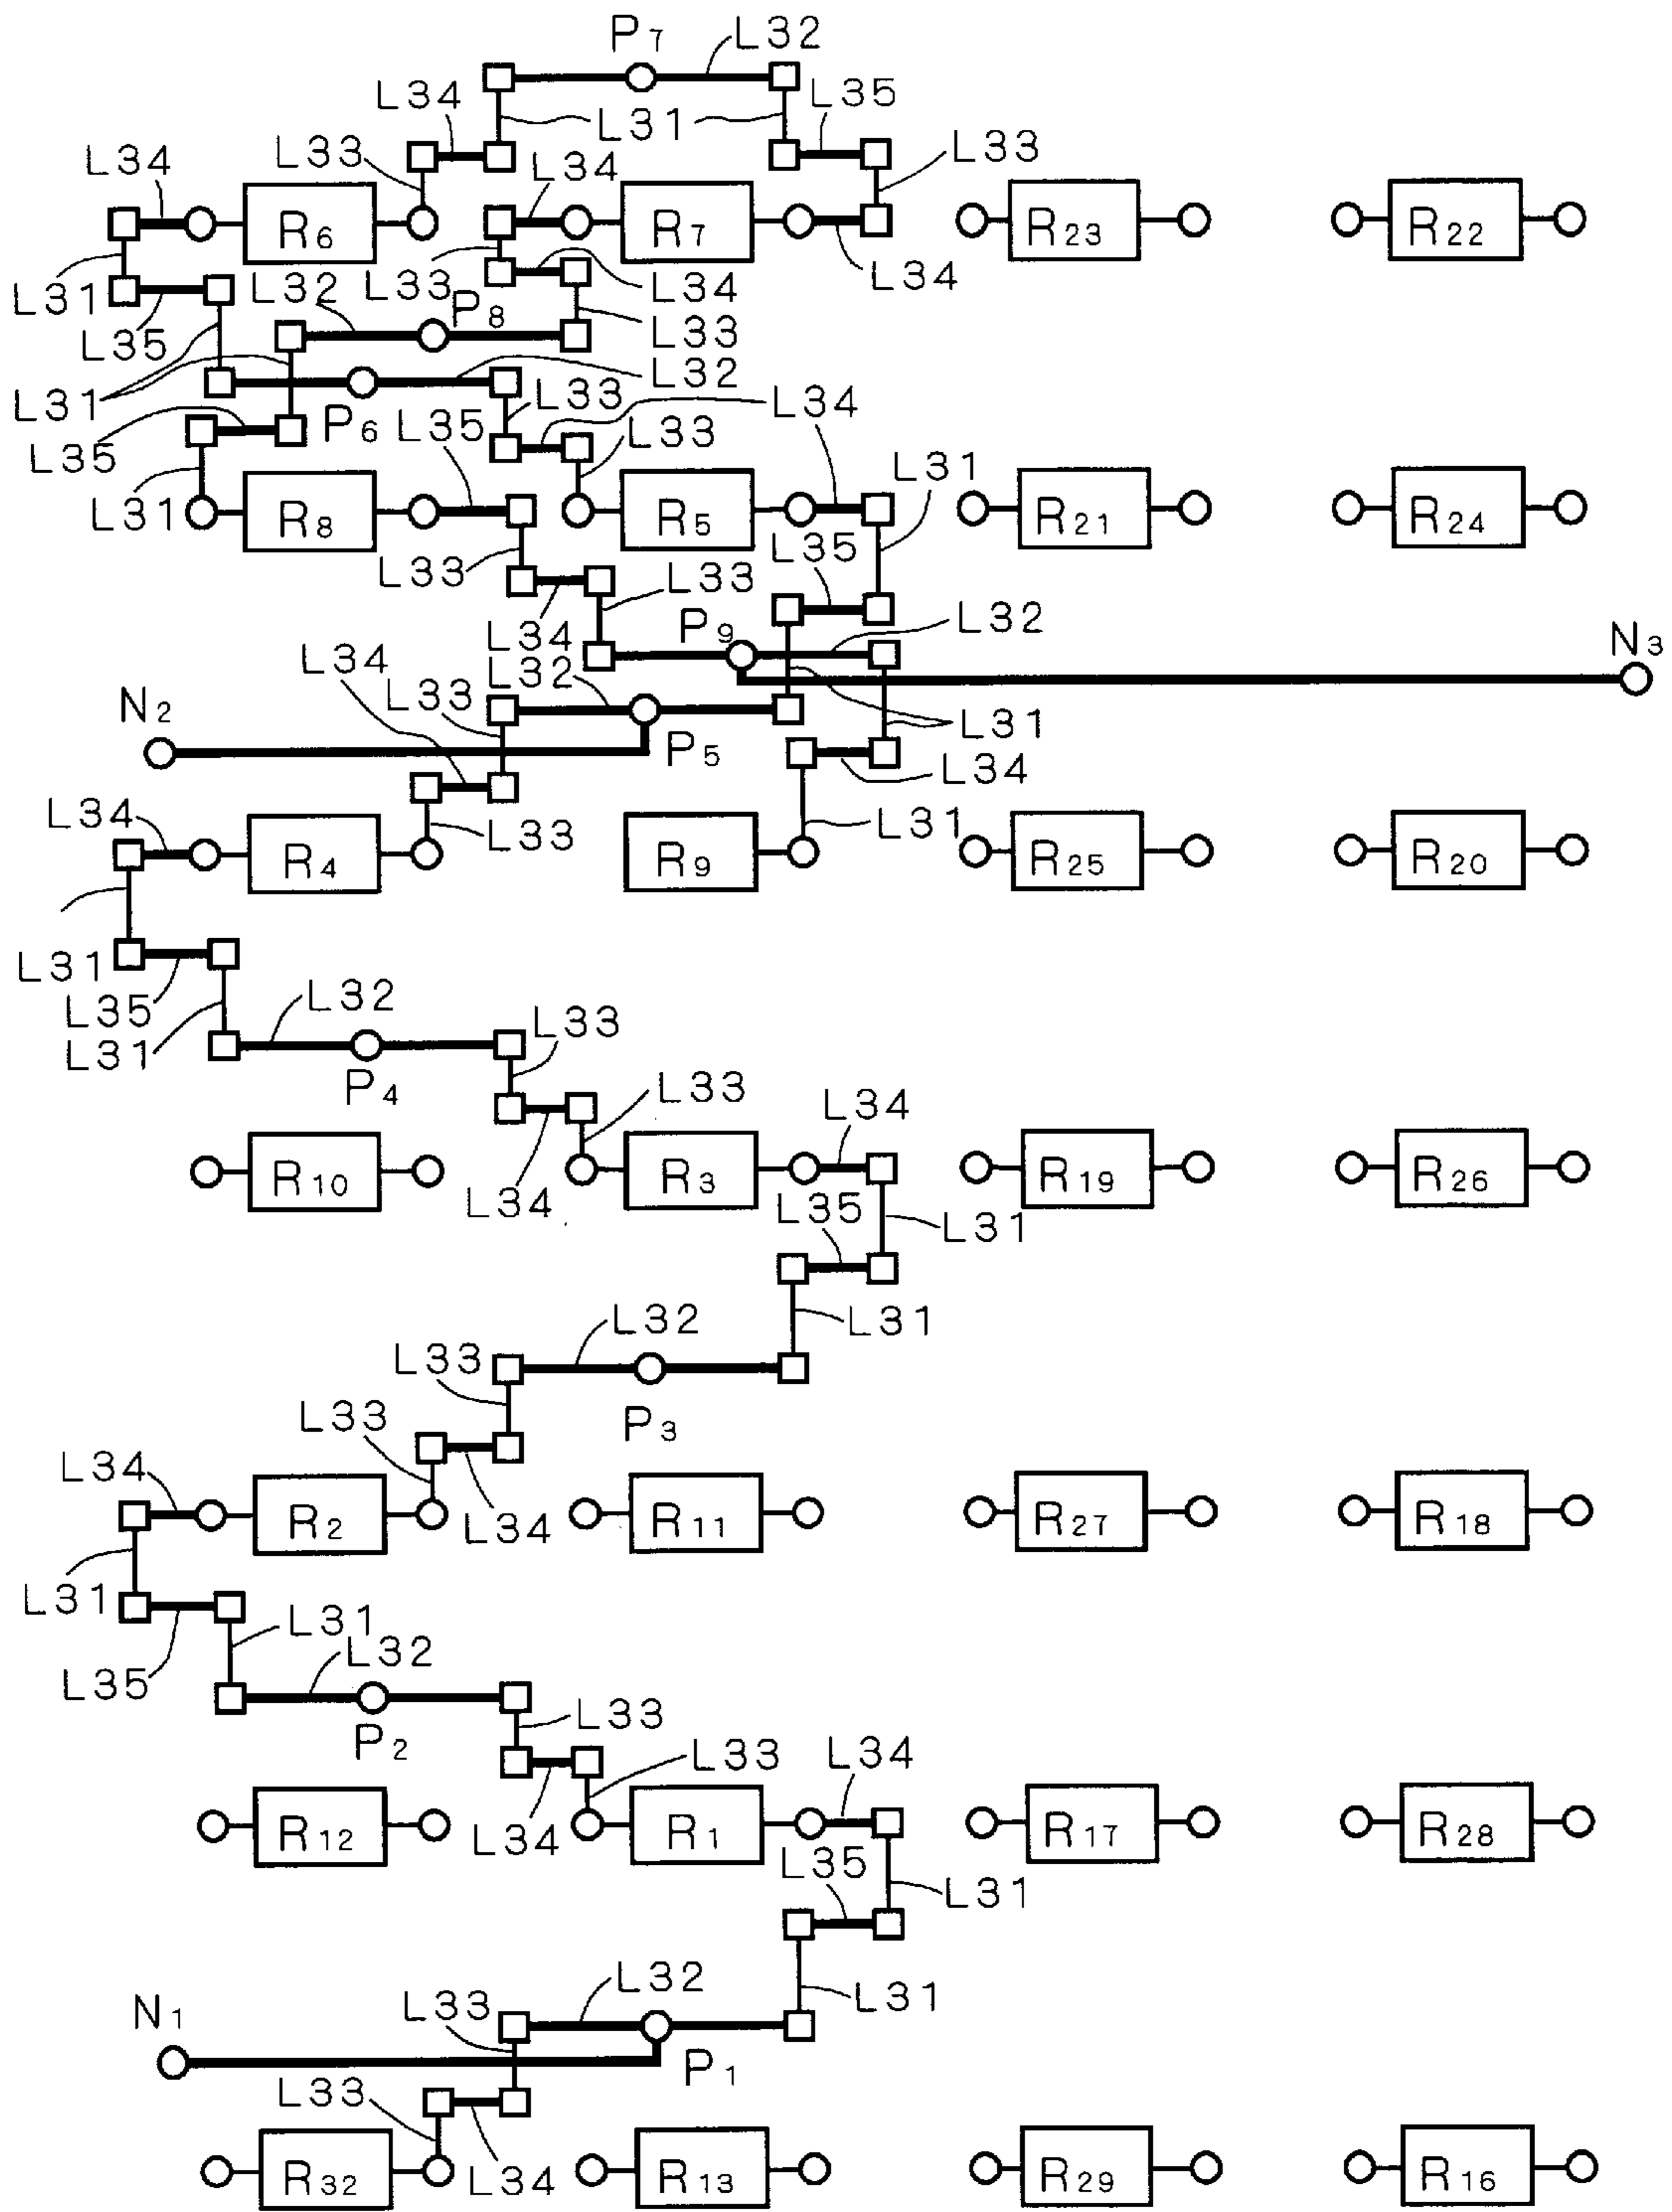 P7 L32
L34 L35
L31
L33 L33
L34 L34
R6 R7 R23 R22
L31 L32 L33 P8 L34 L34
L35 L33
L31 L32
P6 L35 L33 L34
L35 L33
L31
L31 R8 R5 R21 R24
L33 L35
L33
L34 P9 L32 N3
L34 L32
N2 L33 L31
P5
L34
L34 L33 L31
R4 R9 R25 R20
L31
L35 L32
L31 L33
P4 L33 L34
R10 R3 R19 R26
L34 L35 L31
L32 L31
L33
L33 P3
L34
R2 L34 R11 R27 R18
L31 L31
L35 L32
P2 L33
L33 L34
R12 L34 R1 R17 R28
L35
L31
L32 L31
N1 L33
P1
L33
R32 L34 R13 R29 R16